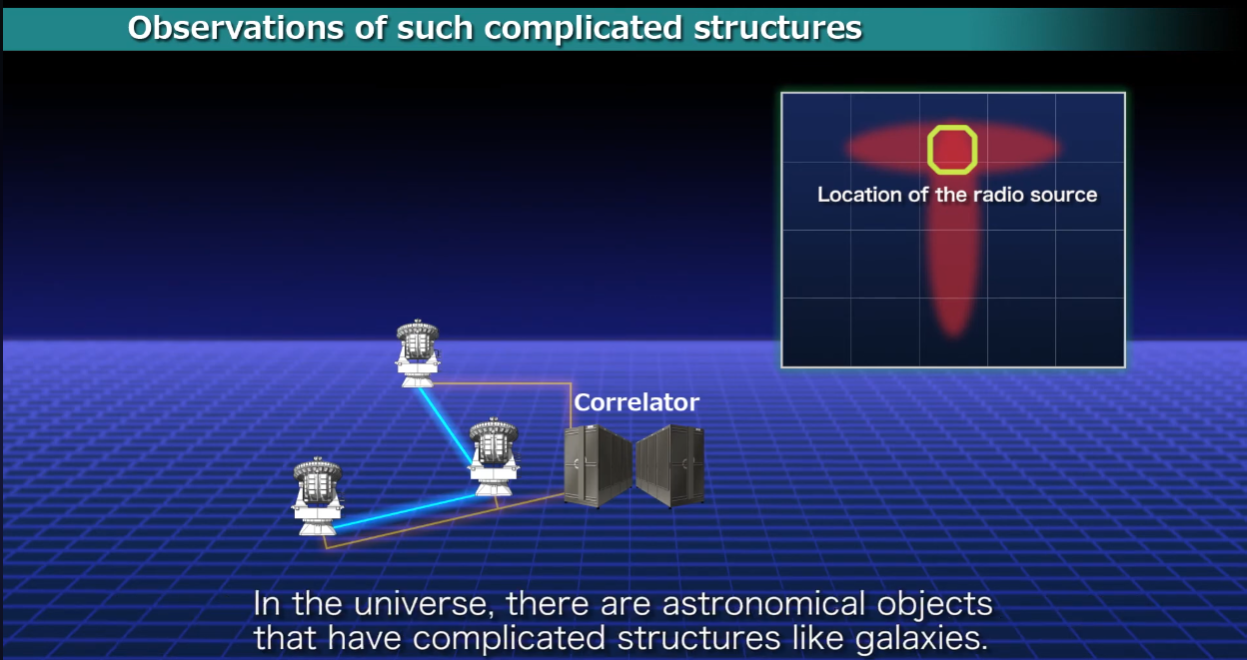 Observations of such complicated structures
Location of the radio source
Correlator
In the universe, there are astronomical objects
that have complicated structures like galaxies.